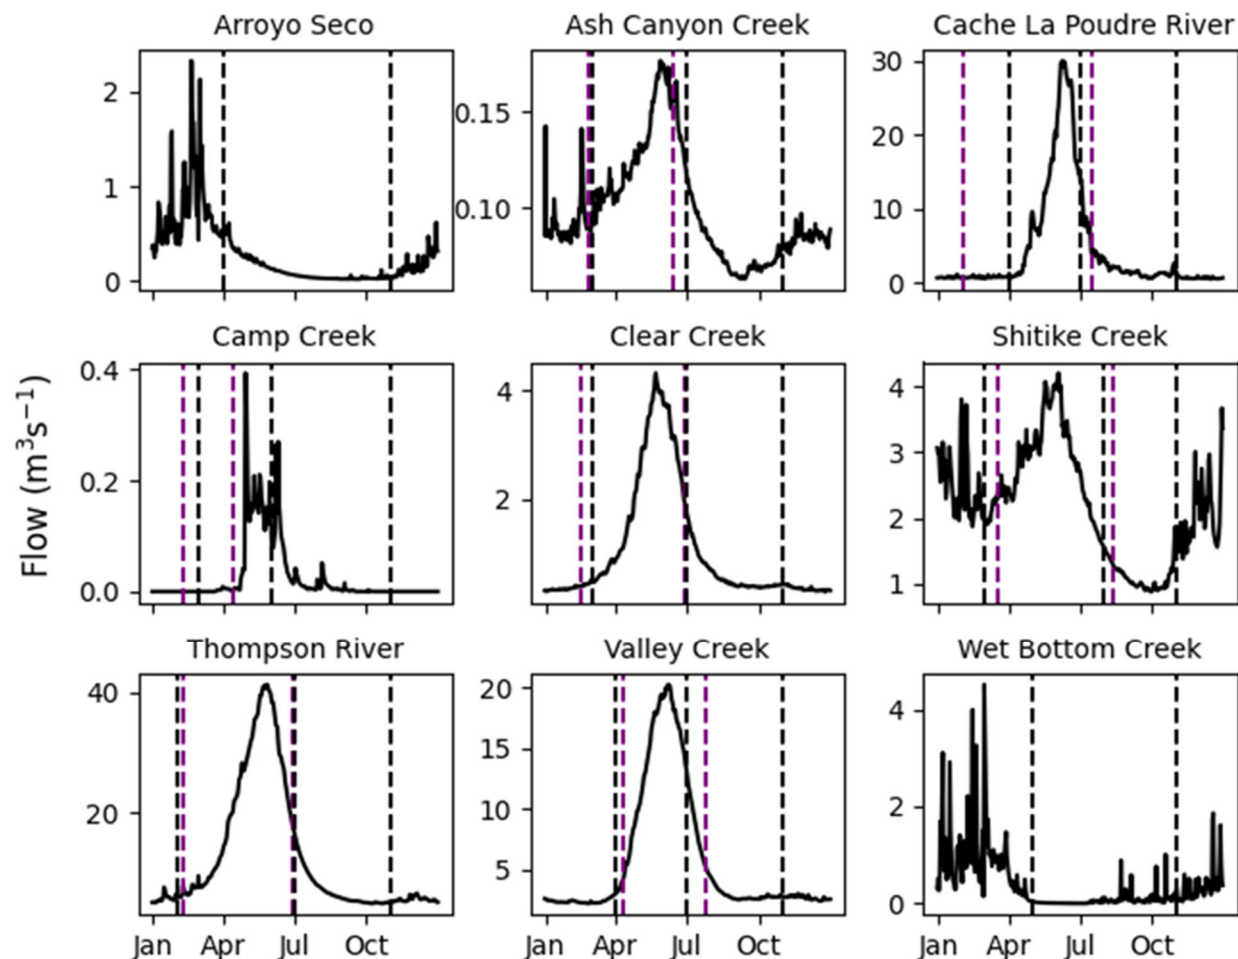 Arroyo Seco
Ash Canyon Creek
Cache La Poudre River
2
1
0
0.15
0.10
30
20
10
0
Camp Creek
Clear Creek
Shitike Creek
Flow (m³s⁻¹)
0.4
0.2
0.0
4
2
4
3
2
1
Thompson River
Valley Creek
Wet Bottom Creek
40
20
20
15
10
5
4
2
0
Jan Apr Jul Oct
Jan Apr Jul Oct
Jan Apr Jul Oct